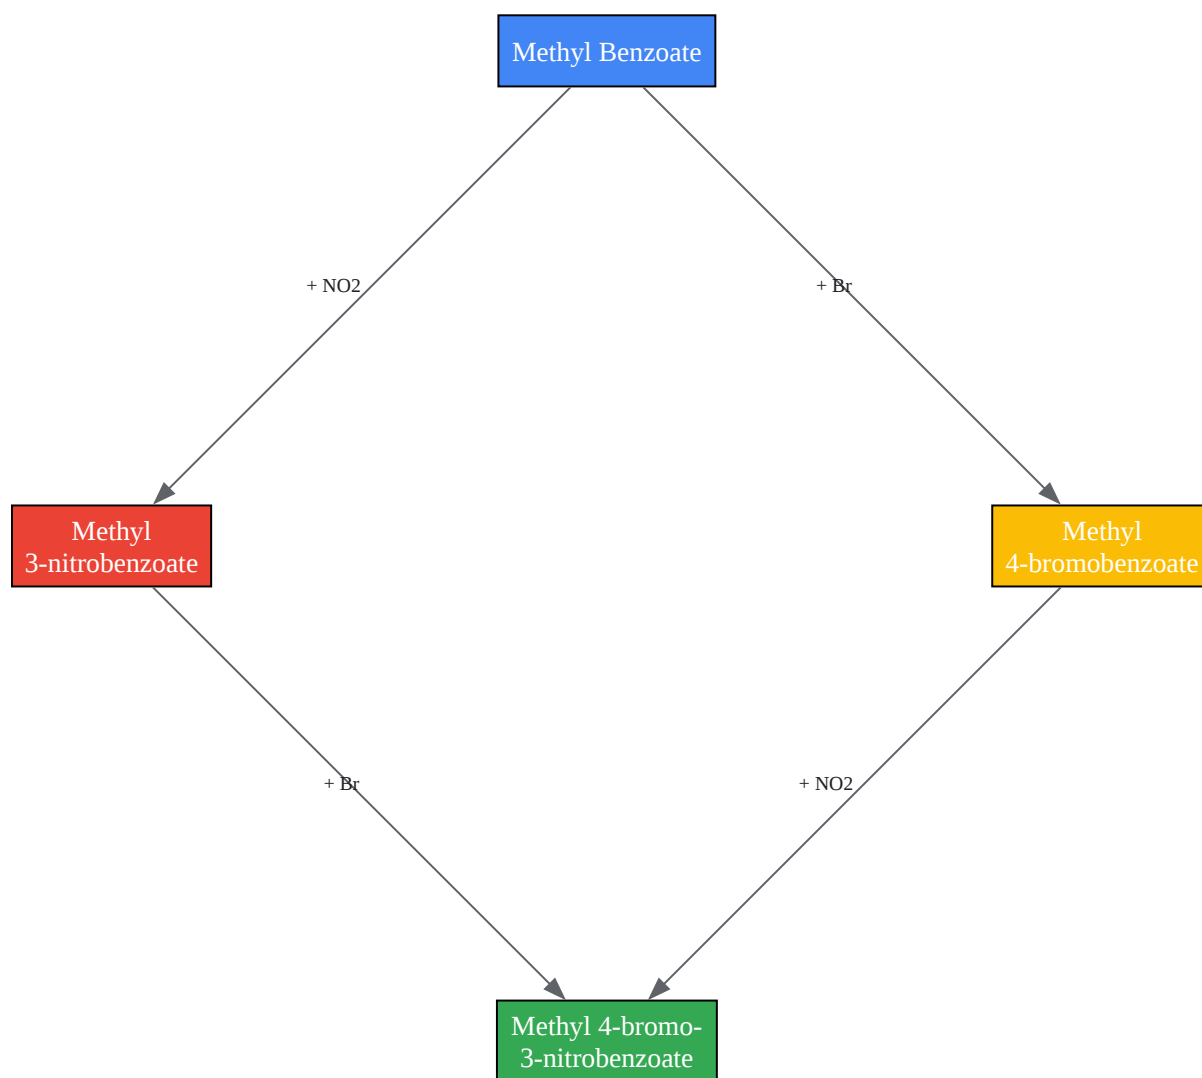 Methyl Benzoate
+ NO2
+ Br
Methyl
3-nitrobenzoate
Methyl
4-bromobenzoate
+ Br
+ NO2
Methyl 4-bromo-
3-nitrobenzoate